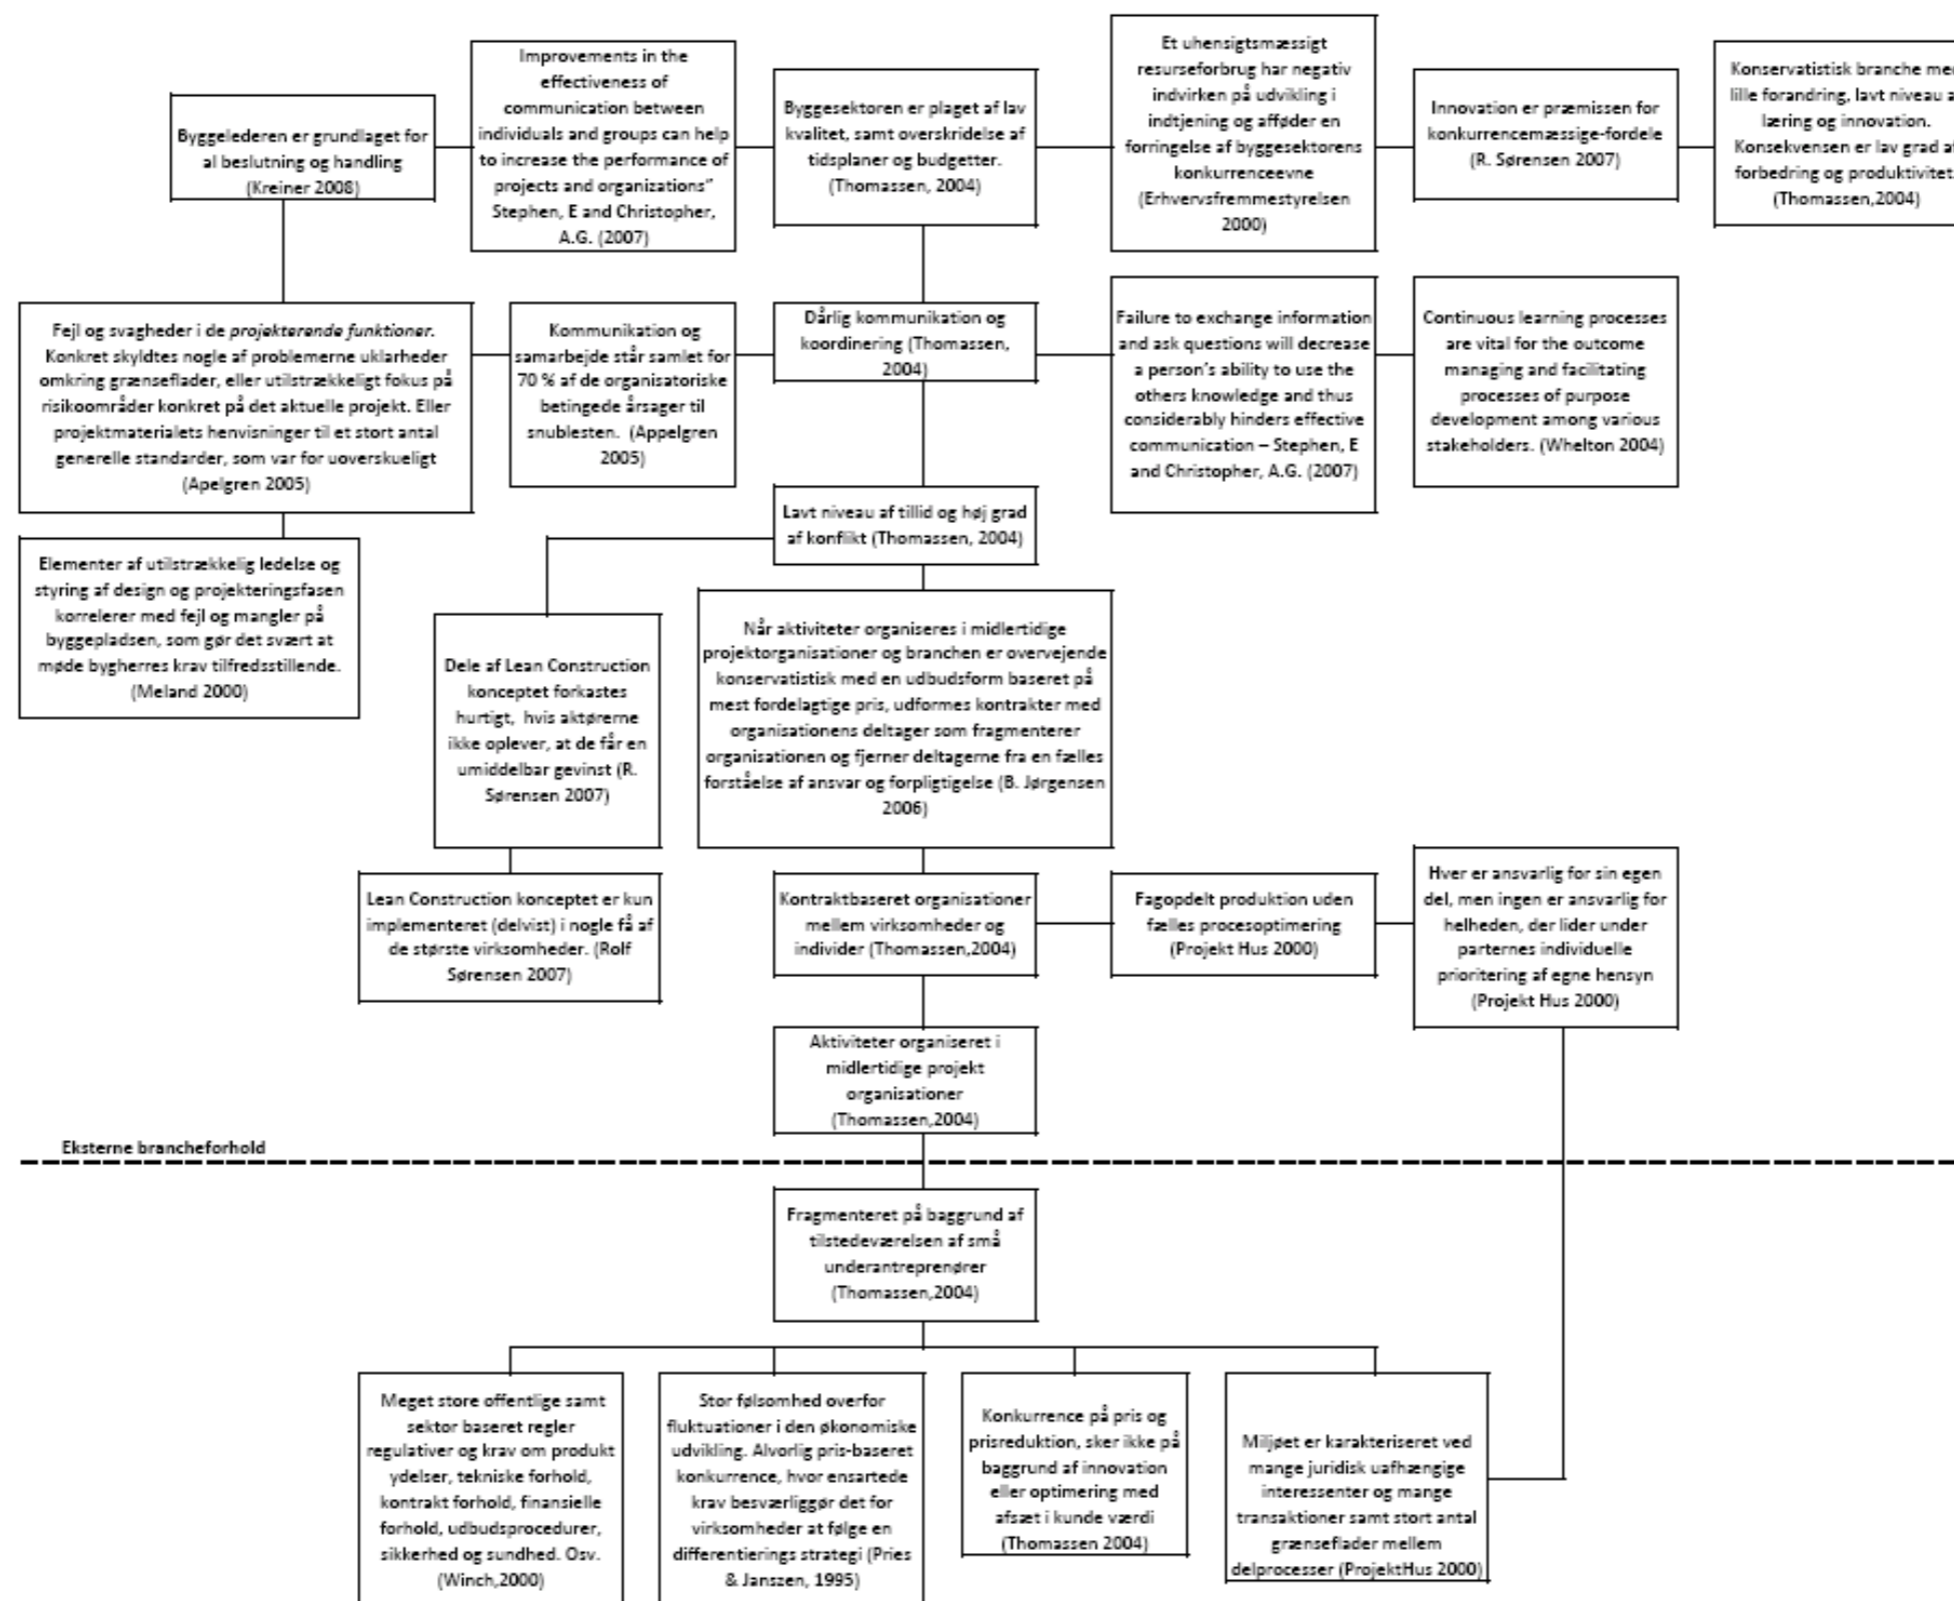 Byggelederen er grundlaget for
al beslutning og handling
(Kreiner 2008)
Improvements in the
effectiveness of
communication between
individuals and groups can help
to increase the performance of
projects and organizations"
Stephen, E and Christopher,
A.G. (2007)
Byggesektoren er plaget af lav
kvalitet, samt overskridelse af
tidsplaner og budgetter.
(Thomassen, 2004)
Et uhensigtsmæssigt
resurseforbrug har negativ
indvirken på udvikling i
indtjening og afføder en
forringelse af byggesektorens
konkurrenceevne
(Erhvervsfremmestyrelsen
2000)
Innovation er præmissen for
konkurrencemæssige-fordele
(R. Sørensen 2007)
Konservatistisk branche med
lille forandring, lavt niveau a
læring og innovation.
Konsekvensen er lav grad af
forbedring og produktivitet.
(Thomassen,2004)
Fejl og svagheder i de projekterende funktioner.
Konkret skyldtes nogle af problemerne uklarheder
omkring grænseflader, eller utilstrækkeligt fokus på
risikoområder konkret på det aktuelle projekt. Eller
projektmaterialets henvisninger til et stort antal
generelle standarder, som var for uoverskueligt
(Apelgren 2005)
Kommunikation og
samarbejde står samlet for
70 % af de organisatoriske
betingede årsager til
snublesten. (Appelgren
2005)
Dårlig kommunikation og
koordinering (Thomassen,
2004)
Failure to exchange information
and ask questions will decrease
a person's ability to use the
others knowledge and thus
considerably hinders effective
communication – Stephen, E
and Christopher, A.G. (2007)
Continuous learning processes
are vital for the outcome
managing and facilitating
processes of purpose
development among various
stakeholders. (Whelton 2004)
Lavt niveau af tillid og høj grad
af konflikt (Thomassen, 2004)
Elementer af utilstrækkelig ledelse og
styring af design og projekteringsfasen
korrelerer med fejl og mangler på
byggepladsen, som gør det svært at
møde bygherres krav tilfredsstillende.
(Meland 2000)
Dele af Lean Construction
konceptet forkastes
hurtigt, hvis aktørerne
ikke oplever, at de får en
umiddelbar gevinst (R.
Sørensen 2007)
Når aktiviteter organiseres i midlertidige
projektorganisationer og branchen er overvejende
konservatistisk med en udbudsform baseret på
mest fordelagtige pris, udformes kontrakter med
organisationens deltager som fragmenterer
organisationen og fjerner deltagerne fra en fælles
forståelse af ansvar og forpligtigelse (B. Jørgensen
2006)
Lean Construction konceptet er kun
implementeret (delvist) i nogle få af
de største virksomheder. (Rolf
Sørensen 2007)
Kontraktbaseret organisationer
mellem virksomheder og
individer (Thomassen,2004)
Fagopdelt produktion uden
fælles procesoptimering
(Projekt Hus 2000)
Hver er ansvarlig for sin egen
del, men ingen er ansvarlig for
helheden, der lider under
parternes individuelle
prioritering af egne hensyn
(Projekt Hus 2000)
Aktiviteter organiseret i
midlertidige projekt
organisationer
(Thomassen,2004)
Eksterne brancheforhold
Fragmenteret på baggrund af
tilstedeværelsen af små
underantreprenører
(Thomassen,2004)
Meget store offentlige samt
sektor baseret regler
regulativer og krav om produkt
ydelser, tekniske forhold,
kontrakt forhold, finansielle
forhold, udbudsprocedurer,
sikkerhed og sundhed. Osv.
(Winch,2000)
Stor følsomhed overfor
fluktuationer i den økonomiske
udvikling. Alvorlig pris-baseret
konkurrence, hvor ensartede
krav besværliggør det for
virksomheder at følge en
differentierings strategi (Pries
& Janszen, 1995)
Konkurrence på pris og
prisreduktion, sker ikke på
baggrund af innovation
eller optimering med
afsæt i kunde værdi
(Thomassen 2004)
Miljøet er karakteriseret ved
mange juridisk uafhængige
interessenter og mange
transaktioner samt stort antal
grænseflader mellem
delprocesser (ProjektHus 2000)